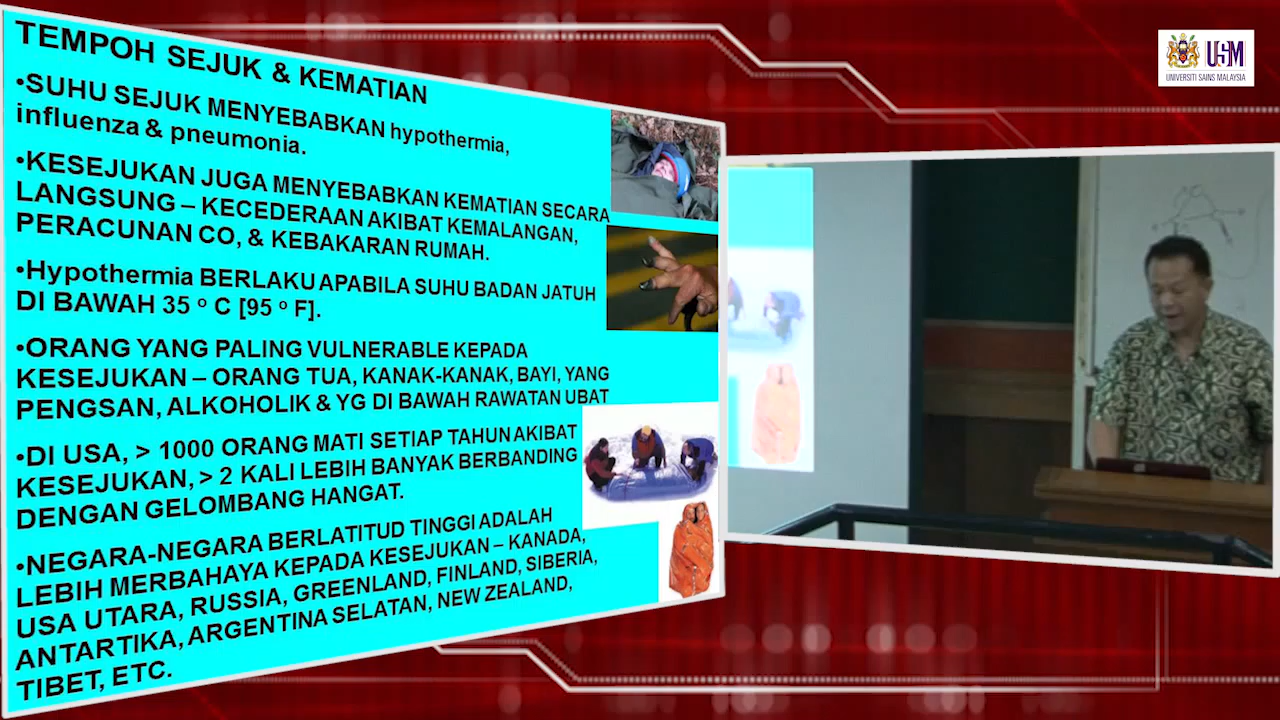 TEMPOH SEJUK & KEMATIAN
•SUHU SEJUK MENYEBABKAN hypothermia,
influenza & pneumonia.
•KESEJUKAN JUGA MENYEBABKAN KEMATIAN SECARA
LANGSUNG – KECEDERAAN AKIBAT KEMALANGAN,
PERACUNAN CO, & KEBAKARAN RUMAH.
•Hypothermia BERLAKU APABILA SUHU BADAN JATUH
DI BAWAH 35 º C [95 º F].
•ORANG YANG PALING VULNERABLE KEPADA
KESEJUKAN – ORANG TUA, KANAK-KANAK, BAYI, YANG
PENGSAN, ALKOHOLIK & YG DI BAWAH RAWATAN UBAT
•DI USA, > 1000 ORANG MATI SETIAP TAHUN AKIBAT
KESEJUKAN, > 2 KALI LEBIH BANYAK BERBANDING
DENGAN GELOMBANG HANGAT.
•NEGARA-NEGARA BERLATITUD TINGGI ADALAH
LEBIH MERBAHAYA KEPADA KESEJUKAN – KANADA,
USA UTARA, RUSSIA, GREENLAND, FINLAND, SIBERIA,
ANTARTIKA, ARGENTINA SELATAN, NEW ZEALAND,
TIBET, ETC.
USM
UNIVERSITI SAINS MALAYSIA